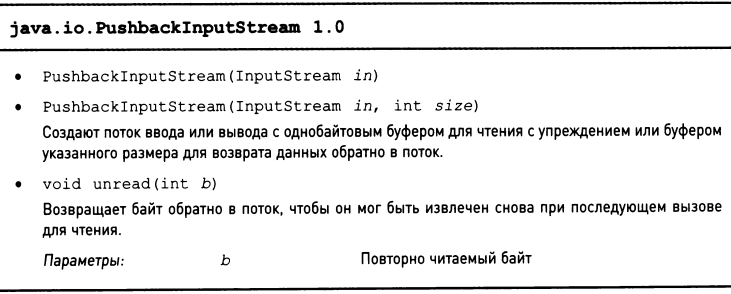 java.io.PushbackInputStream 1.0
• PushbackInputStream(InputStream in)
• PushbackInputStream(InputStream in, int size)
Создают поток ввода или вывода с однобайтовым буфером для чтения с упреждением или буфером
указанного размера для возврата данных обратно в поток.
• void unread(int b)
Возвращает байт обратно в поток, чтобы он мог быть извлечен снова при последующем вызове
для чтения.
Параметры: b Повторно читаемый байт